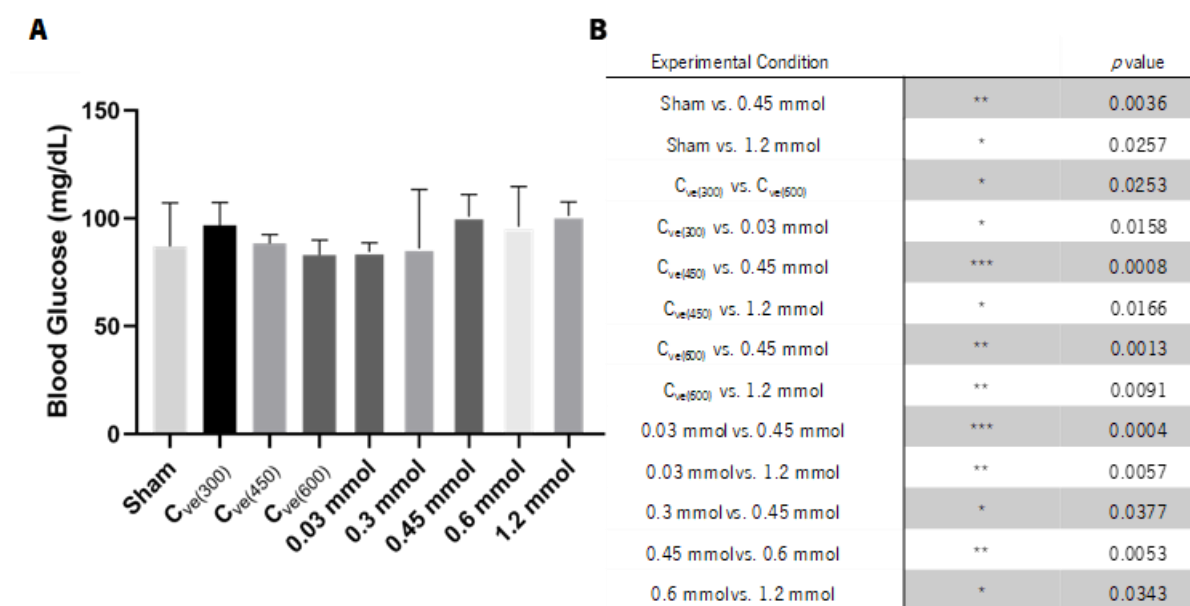 A
Blood Glucose (mg/dL)
150
100
50
0
Sham
Cve(300)
Cve(450)
Cve(600)
0.03 mmol
0.3 mmol
0.45 mmol
0.6 mmol
1.2 mmol
B
Experimental Condition p value
Sham vs. 0.45 mmol ** 0.0036
Sham vs. 1.2 mmol * 0.0257
Cve(300) vs. Cve(600) * 0.0253
Cve(300) vs. 0.03 mmol * 0.0158
Cve(450) vs. 0.45 mmol *** 0.0008
Cve(450) vs. 1.2 mmol * 0.0166
Cve(600) vs. 0.45 mmol ** 0.0013
Cve(600) vs. 1.2 mmol ** 0.0091
0.03 mmol vs. 0.45 mmol *** 0.0004
0.03 mmolvs. 1.2 mmol ** 0.0057
0.3 mmolvs. 0.45 mmol * 0.0377
0.45 mmolvs. 0.6 mmol ** 0.0053
0.6 mmolvs. 1.2 mmol * 0.0343